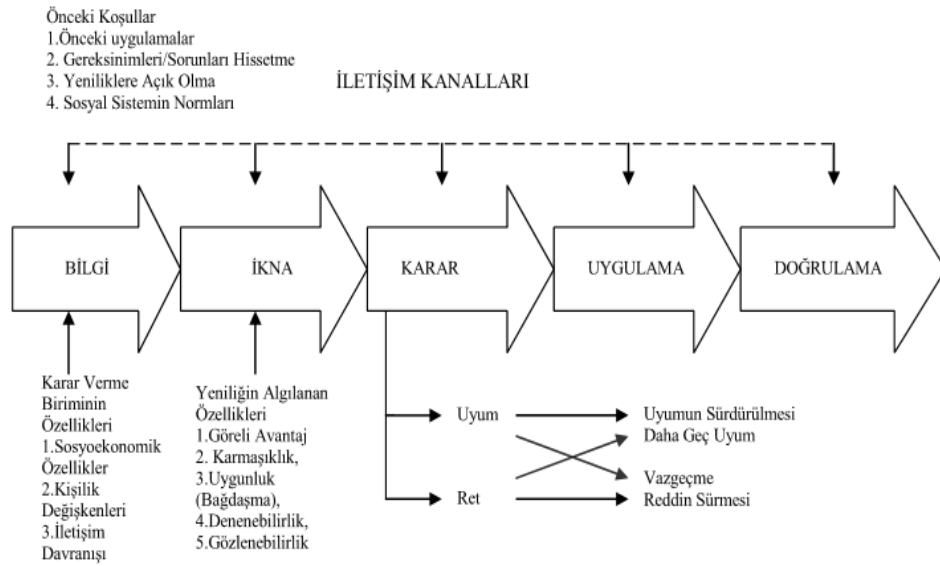 Önceki Koşullar
1.Önceki uygulamalar
2. Gereksinimleri/Sorunları Hissetme
3. Yeniliklere Açık Olma
4. Sosyal Sistemin Normları
İLETİŞİM KANALLARI
BİLGİ
İKNA
KARAR
UYGULAMA
DOĞRULAMA
Karar Verme
Biriminin
Özellikleri
1.Sosyoekonomik
Özellikler
2.Kişilik
Değişkenleri
3.İletişim
Davranışı
Yeniliğin Algılanan
Özellikleri
1.Göreli Avantaj
2. Karmaşıklık,
3.Uygunluk
(Bağdaşma),
4.Denenebilirlik,
5.Gözlenebilirlik
Uyum
Ret
Uyumun Sürdürülmesi
Daha Geç Uyum
Vazgeçme
Reddin Sürmesi